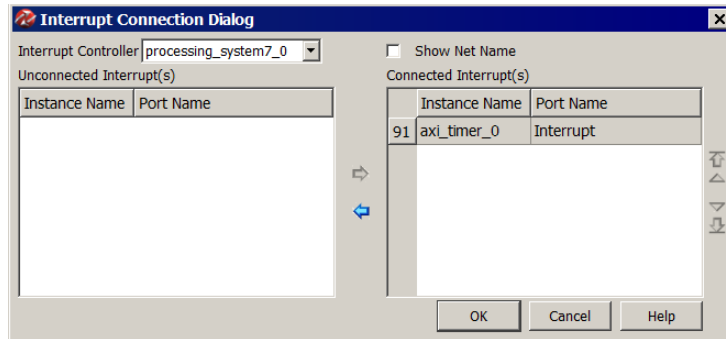 Interrupt Connection Dialog
Interrupt Controller processing_system7_0
Show Net Name
Unconnected Interrupt(s)
Connected Interrupt(s)
Instance Name Port Name
Instance Name Port Name
91 axi_timer_0 Interrupt
OK Cancel Help